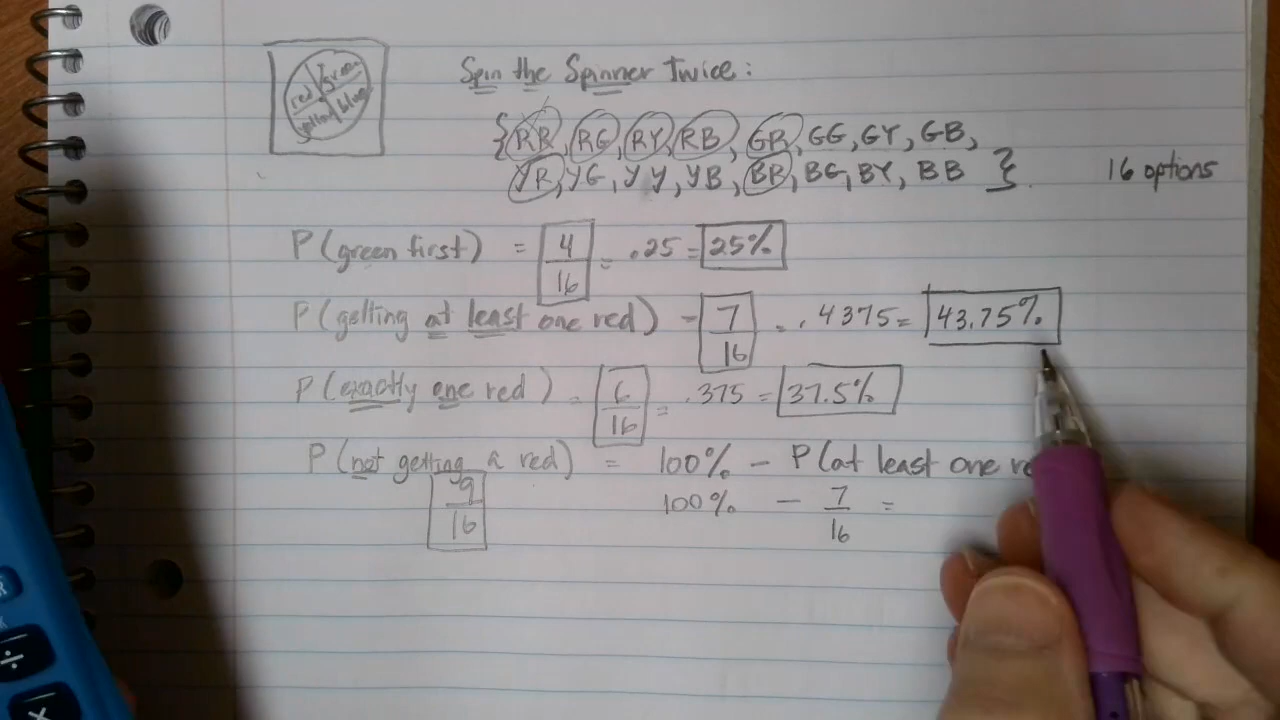 red green
yellow blue
Spin the Spinner Twice:
{RR, RG, RY, RB, GR, GG, GY, GB,
YR, YG, YY, YB, BR, BG, BY, BB }. 16 options
P(green first) = 4/16 = .25 = 25%
P(getting at least one red) = 7/16 = .4375 = 43.75%
P(exactly one red) = 6/16 = .375 = 37.5%
P(not getting a red) = 100% - P(at least one re
9/16 100% - 7/16 =
÷